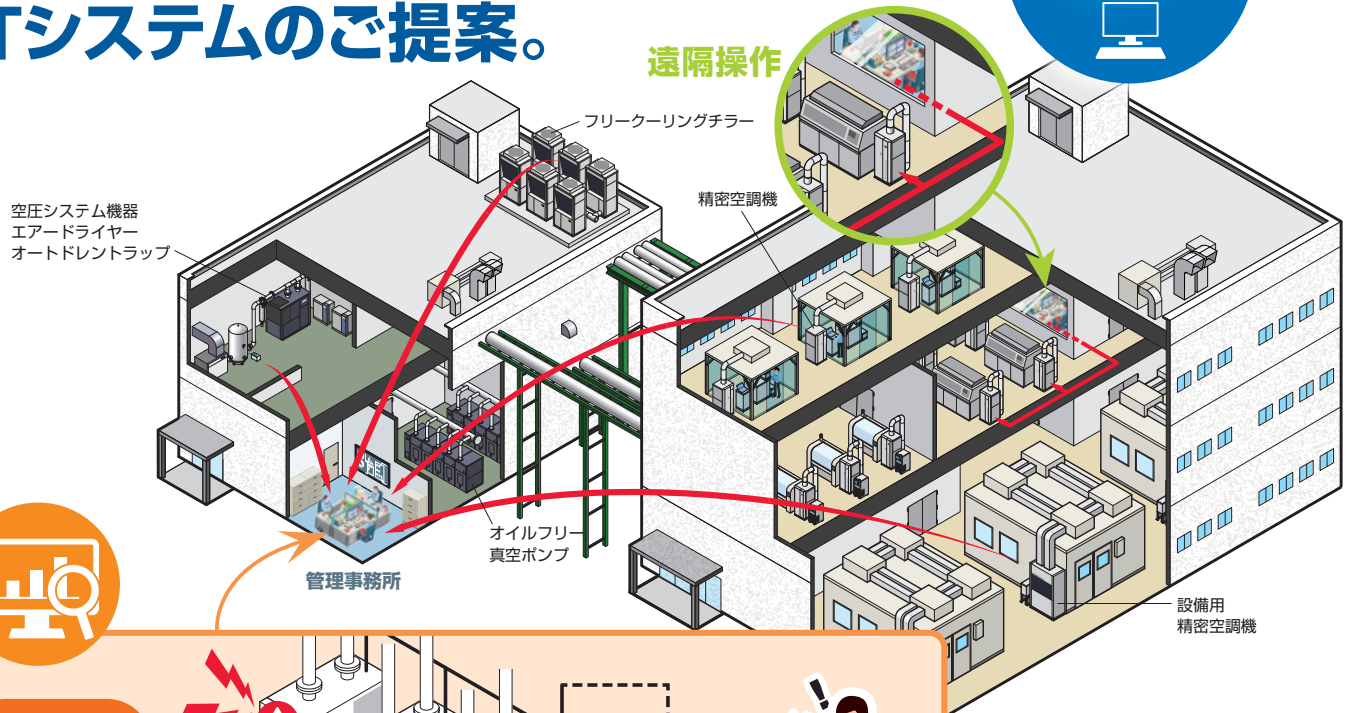 Tシステムのご提案。
遠隔操作
フリークーリングチラー
空圧システム機器
エアードライヤー
オートドレントラップ
精密空調機
オイルフリー
真空ポンプ
管理事務所
設備用
精密空調機